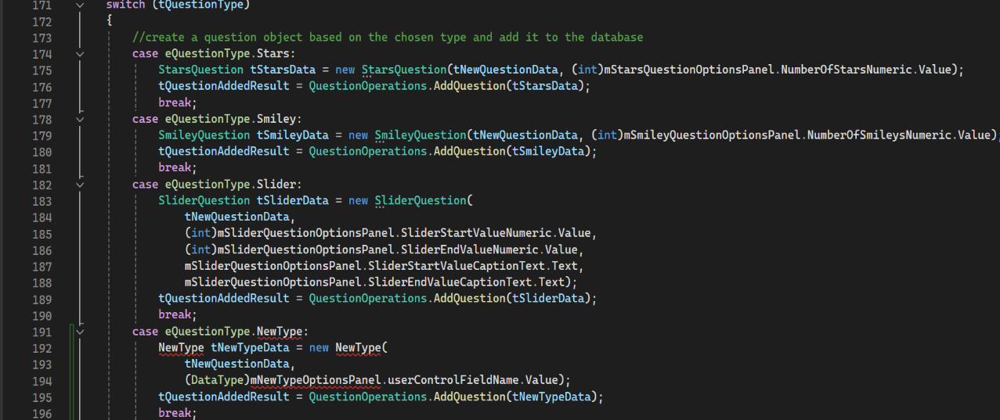 171 switch (tQuestionType)
172 {
173 //create a question object based on the chosen type and add it to the database
174 case eQuestionType.Stars:
175 StarsQuestion tStarsData = new StarsQuestion(tNewQuestionData, (int)mStarsQuestionOptionsPanel.NumberOfStarsNumeric.Value);
176 tQuestionAddedResult = QuestionOperations.AddQuestion(tStarsData);
177 break;
178 case eQuestionType.Smiley:
179 SmileyQuestion tSmileyData = new SmileyQuestion(tNewQuestionData, (int)mSmileyQuestionOptionsPanel.NumberOfSmileysNumeric.Value);
180 tQuestionAddedResult = QuestionOperations.AddQuestion(tSmileyData);
181 break;
182 case eQuestionType.Slider:
183 SliderQuestion tSliderData = new SliderQuestion(
184 tNewQuestionData,
185 (int)mSliderQuestionOptionsPanel.SliderStartValueNumeric.Value,
186 (int)mSliderQuestionOptionsPanel.SliderEndValueNumeric.Value,
187 mSliderQuestionOptionsPanel.SliderStartValueCaptionText.Text,
188 mSliderQuestionOptionsPanel.SliderEndValueCaptionText.Text);
189 tQuestionAddedResult = QuestionOperations.AddQuestion(tSliderData);
190 break;
191 case eQuestionType.NewType:
192 NewType tNewTypeData = new NewType(
193 tNewQuestionData,
194 (DataType)mNewTypeOptionsPanel.userControlFieldName.Value);
195 tQuestionAddedResult = QuestionOperations.AddQuestion(tNewTypeData);
196 break;